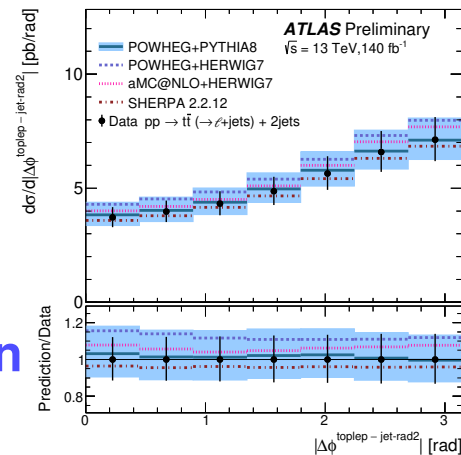 dσ/d|Δφ^toplep − jet-rad2| [pb/rad]
ATLAS Preliminary
√s = 13 TeV,140 fb⁻¹
POWHEG+PYTHIA8
POWHEG+HERWIG7
aMC@NLO+HERWIG7
SHERPA 2.2.12
Data pp → tt̄ (→ℓ+jets) + 2jets
10
5
0
n
Prediction/Data
1.2
1
0.8
0 1 2 3
|Δφ^toplep − jet-rad2| [rad]